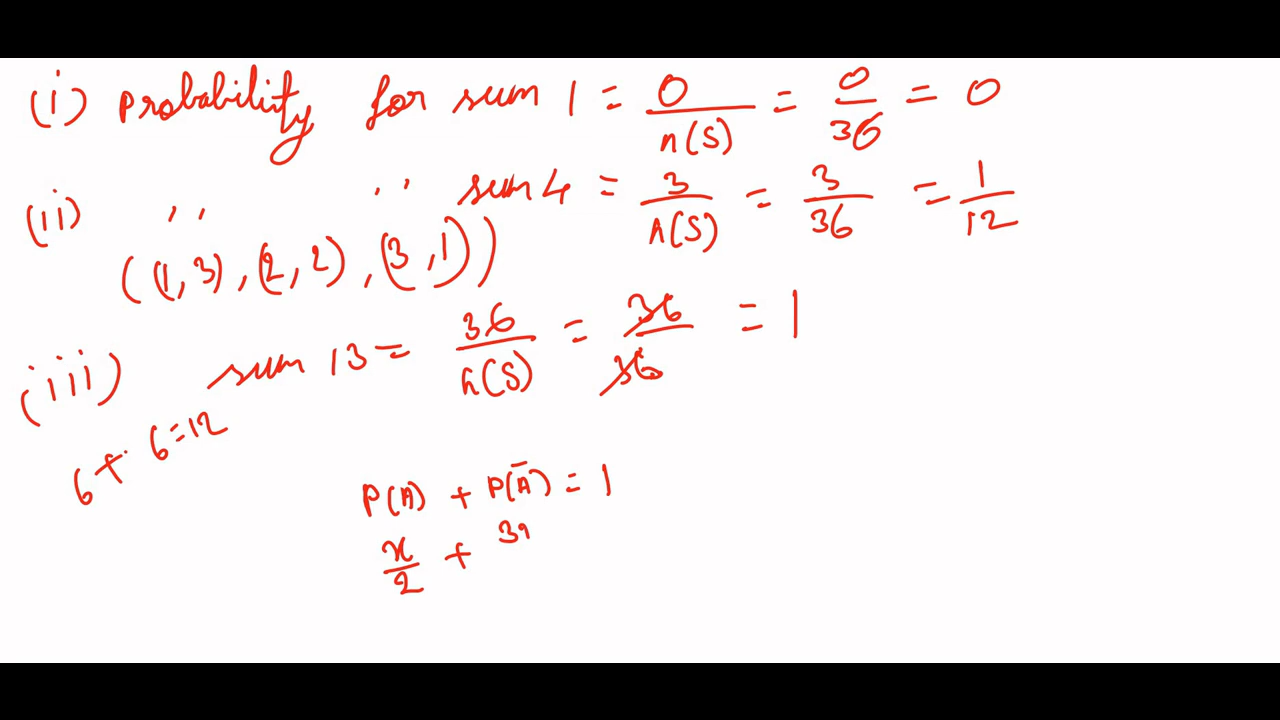 (i) Probability for sum 1 = 0/n(S) = 0/36 = 0
(ii) ,, ,, sum 4 = 3/n(S) = 3/36 = 1/12
((1,3),(2,2),(3,1))
(iii) sum 13 = 36/n(S) = 36/36 = 1
6 + 6 = 12
P(A) + P(Ā) = 1
x/2 + 3